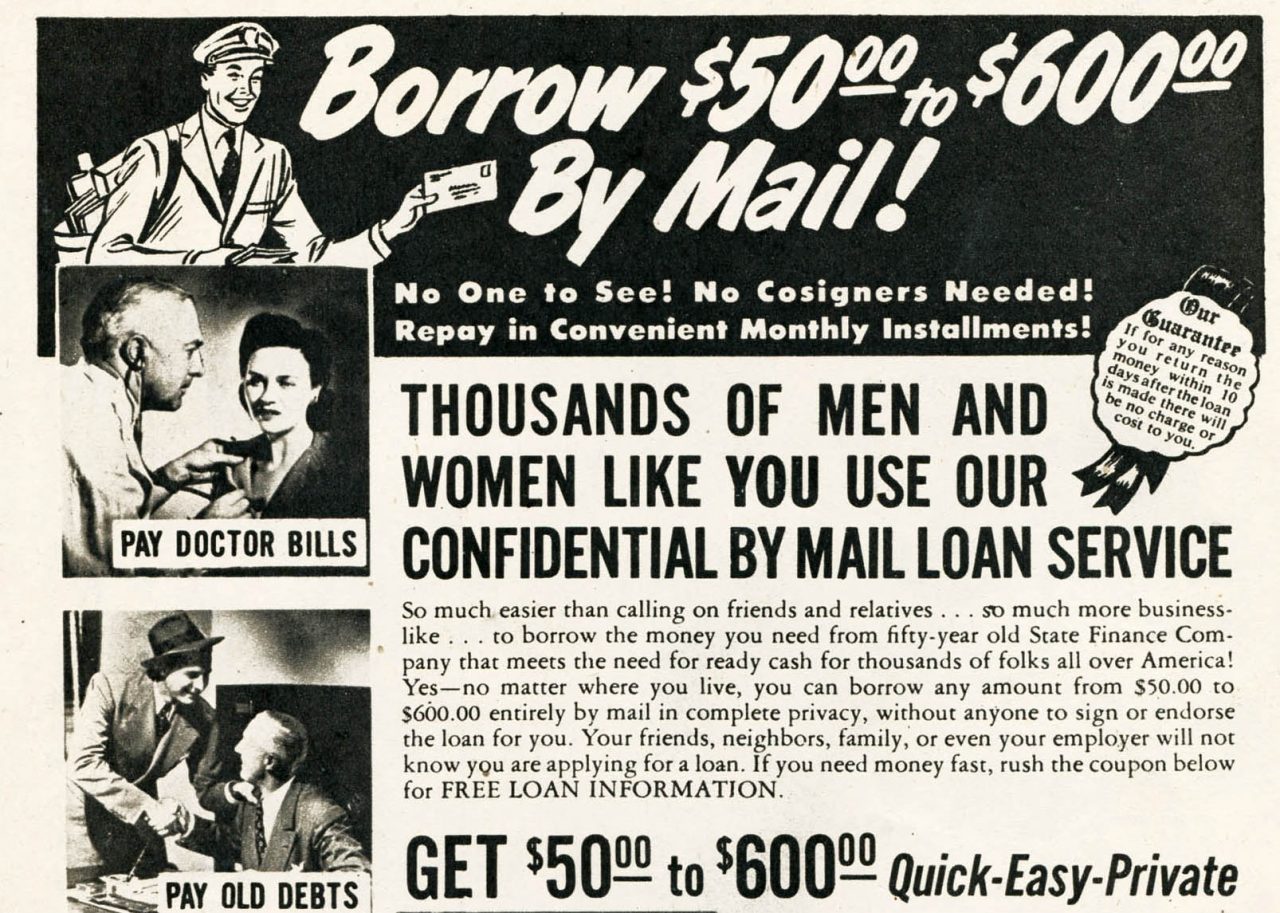 Borrow $50.00 to $600.00
By Mail!
No One to See! No Cosigners Needed!
Repay in Convenient Monthly Installments!
Our
Guarantee
If for any reason
you return the
money within 10
days after the loan
is made there will
be no charge or
cost to you.
PAY DOCTOR BILLS
THOUSANDS OF MEN AND
WOMEN LIKE YOU USE OUR
CONFIDENTIAL BY MAIL LOAN SERVICE
So much easier than calling on friends and relatives . . . so much more business-
like . . . to borrow the money you need from fifty-year old State Finance Com-
pany that meets the need for ready cash for thousands of folks all over America!
Yes—no matter where you live, you can borrow any amount from $50.00 to
$600.00 entirely by mail in complete privacy, without anyone to sign or endorse
the loan for you. Your friends, neighbors, family, or even your employer will not
know you are applying for a loan. If you need money fast, rush the coupon below
for FREE LOAN INFORMATION.
PAY OLD DEBTS
GET $50.00 to $600.00 Quick-Easy-Private